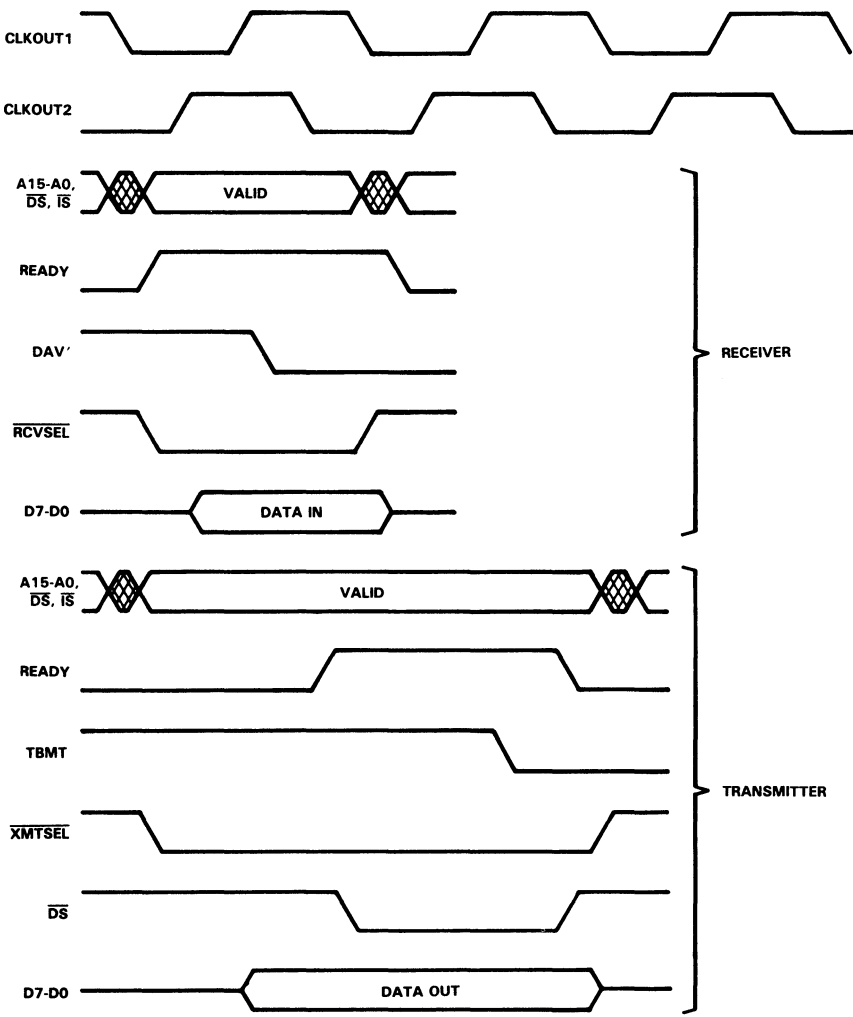 CLKOUT1
CLKOUT2
A15-A0,
DS, IS
VALID
READY
DAV′
RCVSEL
D7-D0
DATA IN
RECEIVER
A15-A0,
DS, IS
VALID
READY
TBMT
XMTSEL
DS
D7-D0
DATA OUT
TRANSMITTER